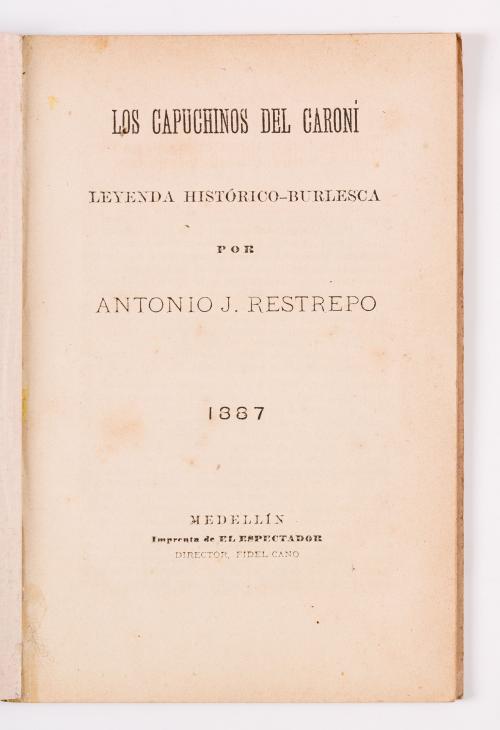 LOS CAPUCHINOS DEL CARONÍ
LEYENDA HISTÓRICO-BURLESCA
POR
ANTONIO J. RESTREPO
1887
MEDELLÍN
Imprenta de EL ESPECTADOR
DIRECTOR, FIDEL CANO